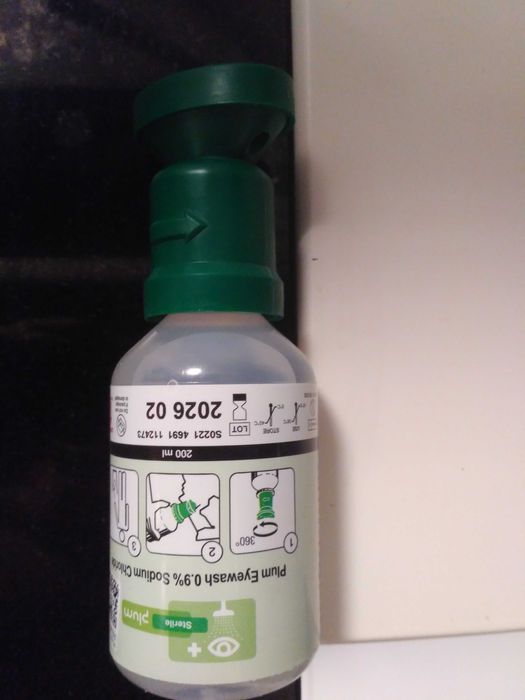 Sterile
plum
Plum Eyewash 0.9% Sodium Chloride
1
2
3
360°
200 ml
LOT
S0221 4691 112473
2026 02
STORE
USE